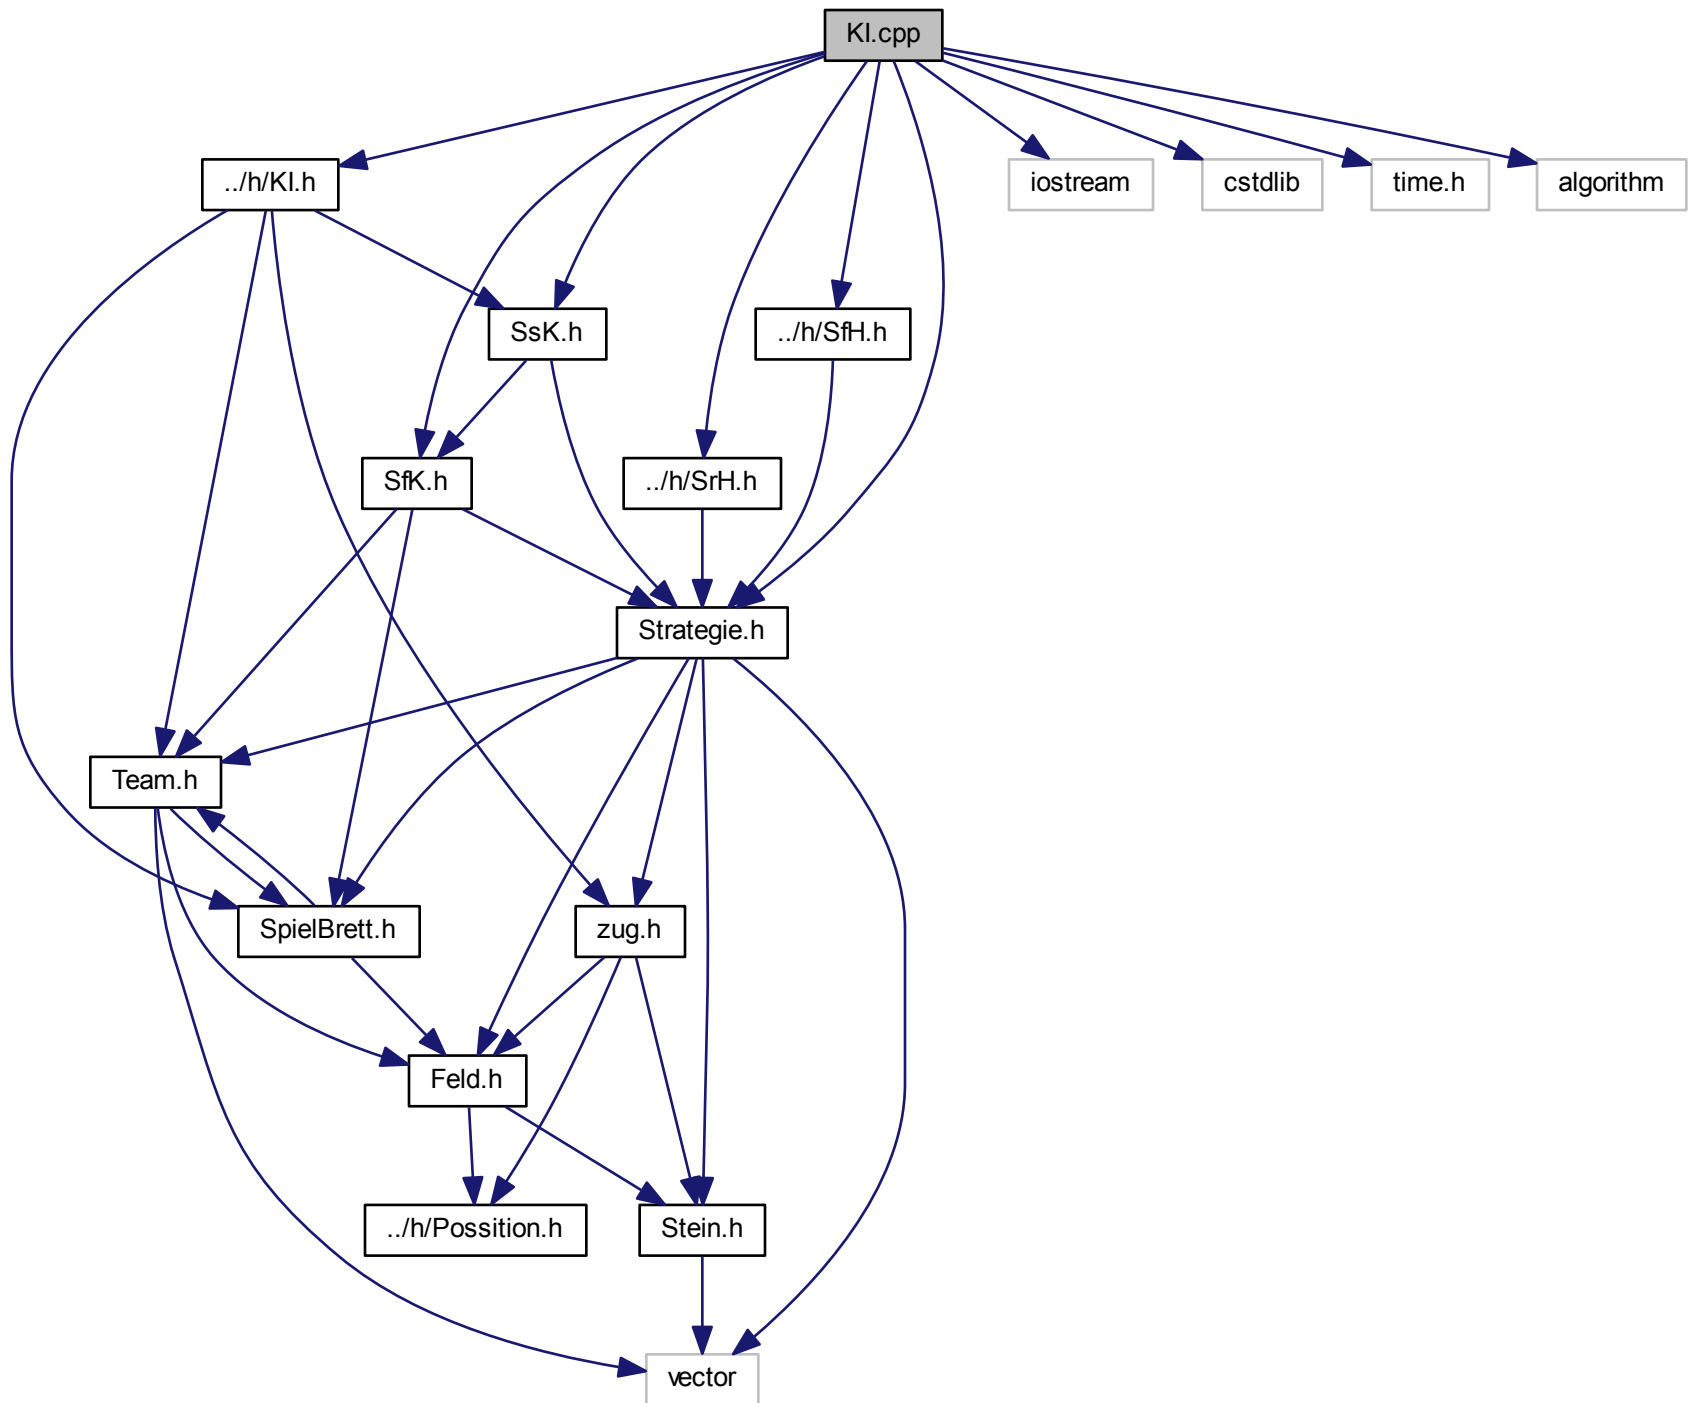 KI.cpp
../h/KI.h
iostream
cstdlib
time.h
algorithm
SsK.h
../h/SfH.h
SfK.h
../h/SrH.h
Strategie.h
Team.h
SpielBrett.h
zug.h
Feld.h
../h/Possition.h
Stein.h
vector